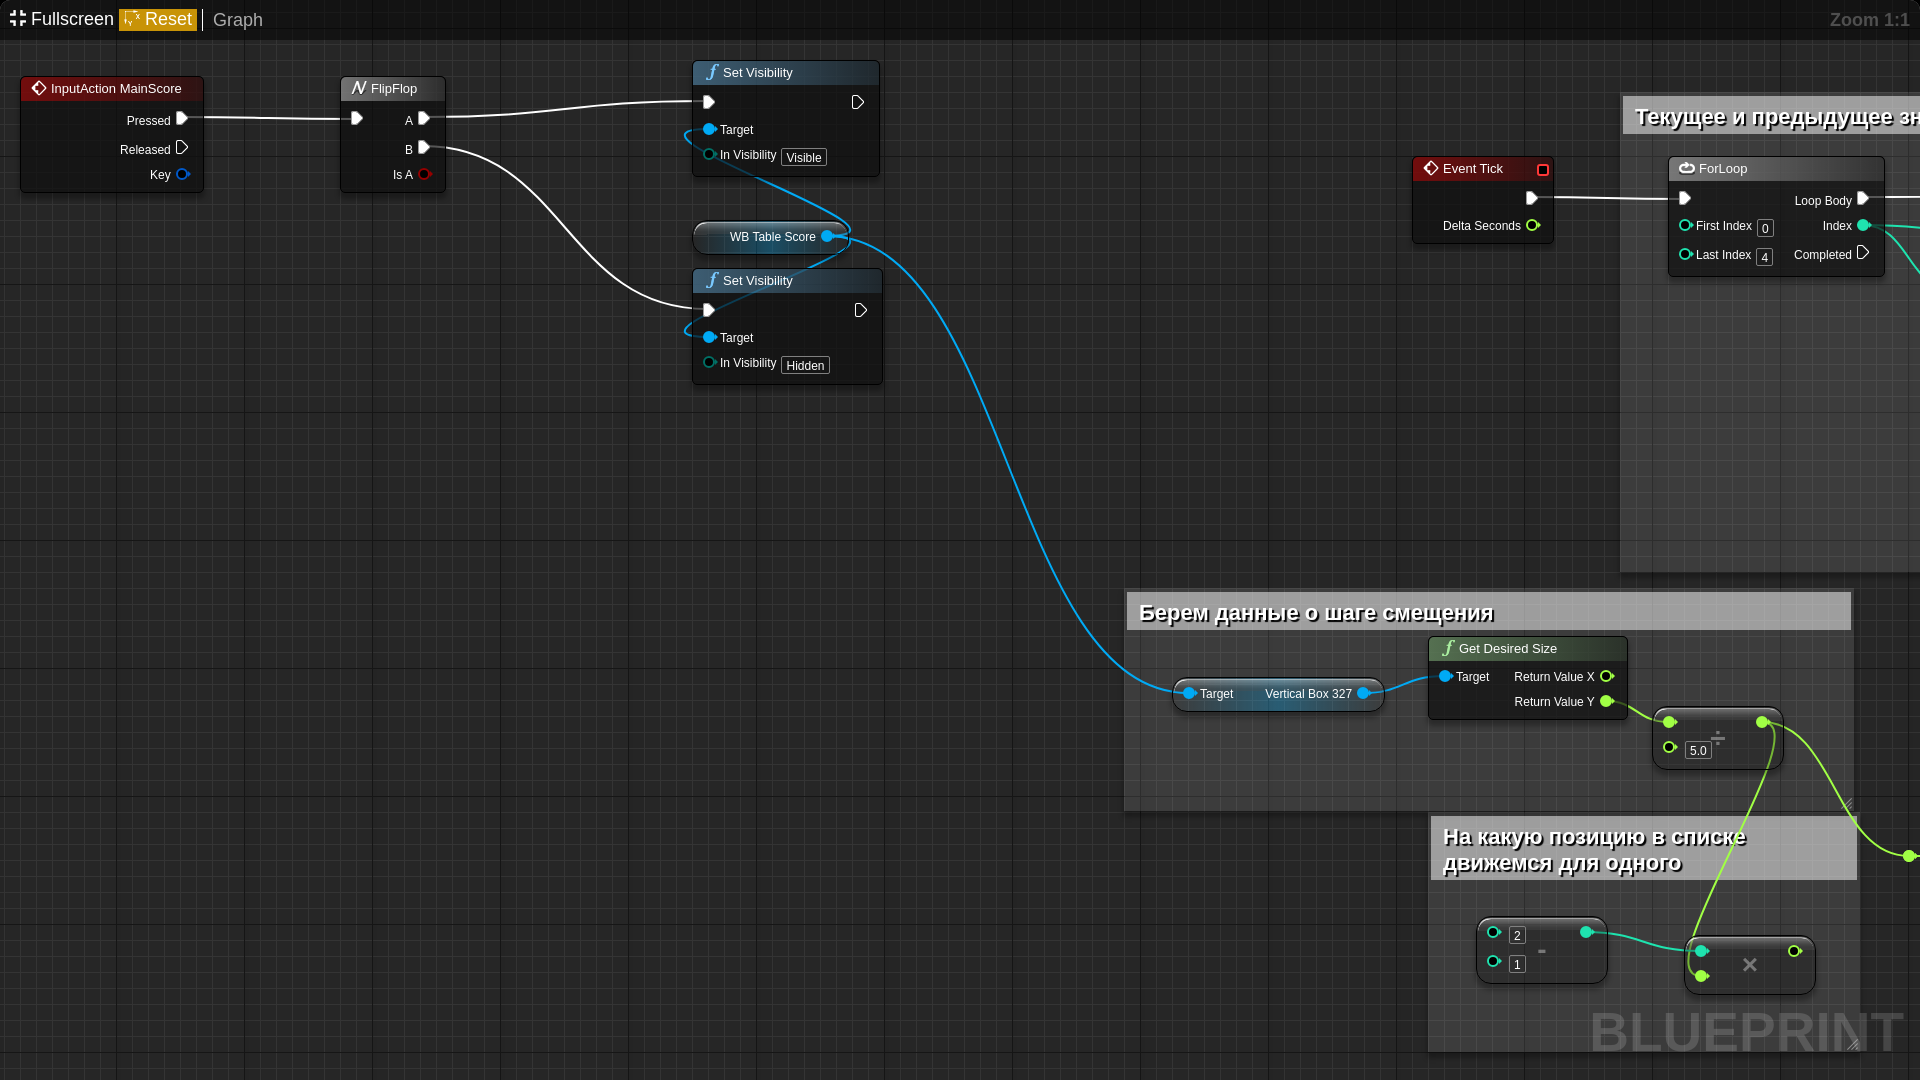 Fullscreen Reset Graph
Zoom 1:1
InputAction MainScore
Pressed
Released
Key
FlipFlop
A
B
Is A
Set Visibility
Target
In Visibility Visible
WB Table Score
Set Visibility
Target
In Visibility Hidden
Event Tick
Delta Seconds
Текущее и предыдущее зн
ForLoop
Loop Body
First Index 0 Index
Last Index 4 Completed
Берем данные о шаге смещения
Target Vertical Box 327
Get Desired Size
Target Return Value X
Return Value Y
5.0 ÷
На какую позицию в списке
движемся для одного
2
-
1
×
BLUEPRINT